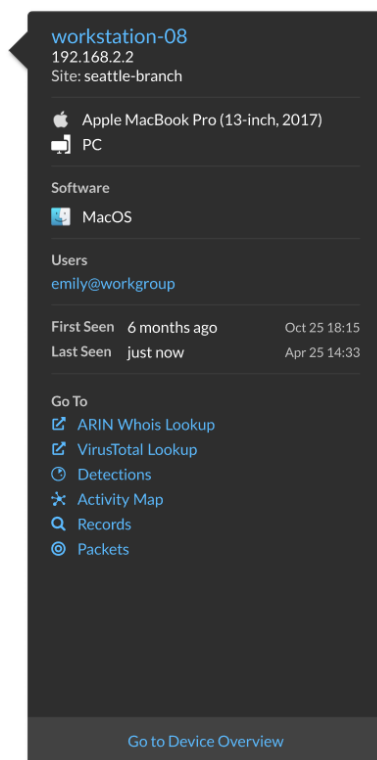 workstation-08
192.168.2.2
Site: seattle-branch
Apple MacBook Pro (13-inch, 2017)
PC
Software
MacOS
Users
emily@workgroup
First Seen 6 months ago Oct 25 18:15
Last Seen just now Apr 25 14:33
Go To
ARIN Whois Lookup
VirusTotal Lookup
Detections
Activity Map
Records
Packets
Go to Device Overview